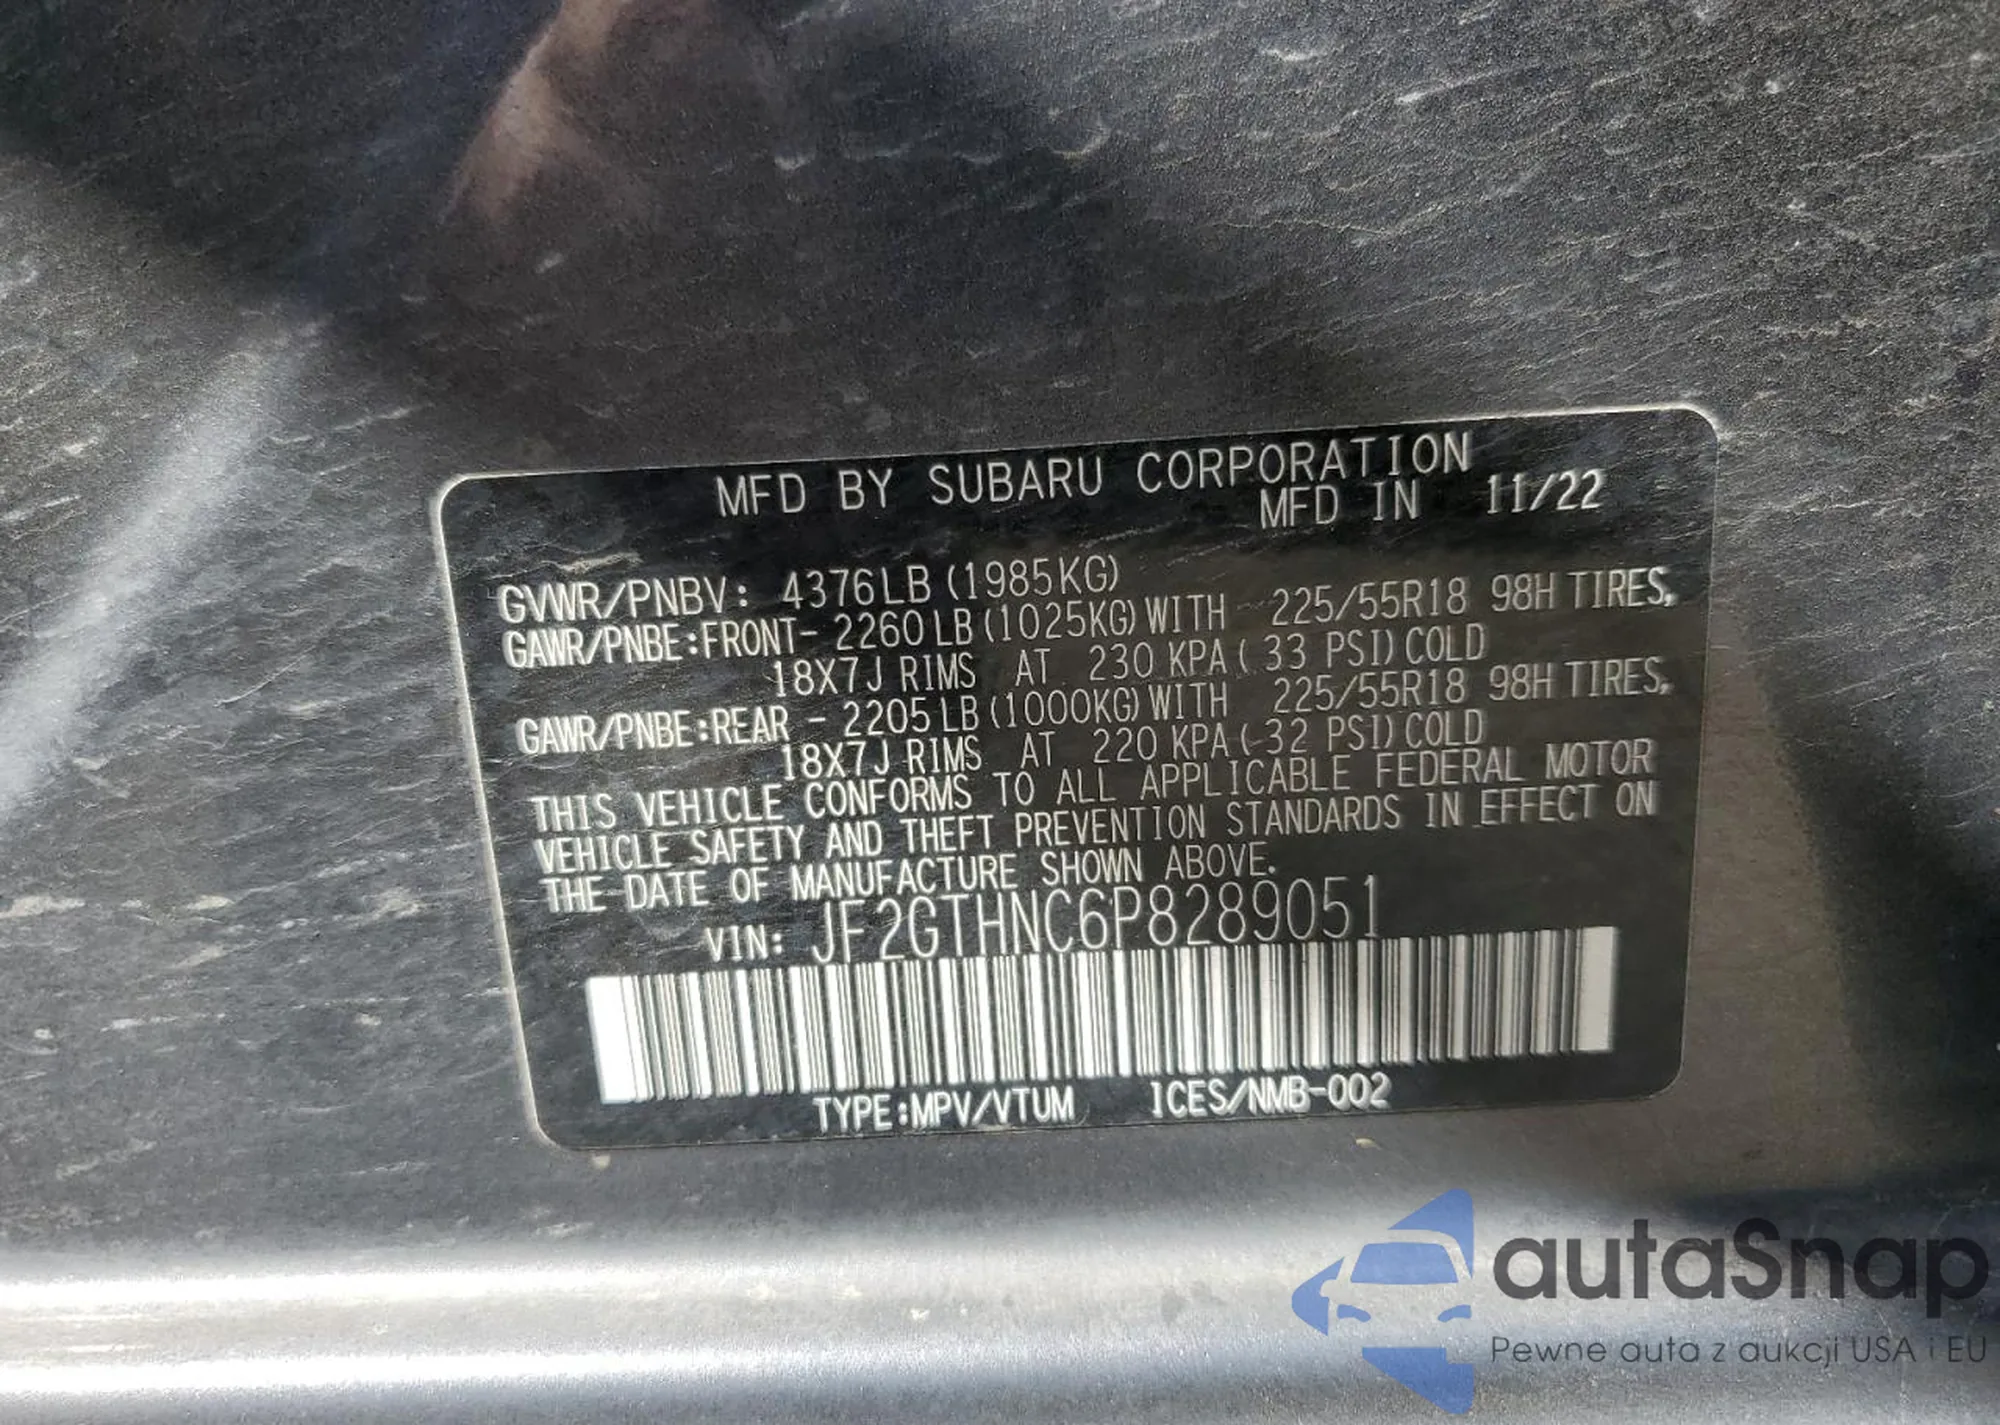 MFD BY SUBARU CORPORATION
MFD IN 11/22
GVWR/PNBV: 4376LB (1985KG)
GAWR/PNBE:FRONT- 2260LB (1025KG) WITH 225/55R18 98H TIRES,
18X7J RIMS AT 230 KPA ( 33 PSI) COLD
GAWR/PNBE:REAR - 2205LB (1000KG) WITH 225/55R18 98H TIRES,
18X7J RIMS AT 220 KPA ( 32 PSI) COLD
THIS VEHICLE CONFORMS TO ALL APPLICABLE FEDERAL MOTOR
VEHICLE SAFETY AND THEFT PREVENTION STANDARDS IN EFFECT ON
THE DATE OF MANUFACTURE SHOWN ABOVE.
VIN: JF2GTHNC6P8289051
TYPE:MPV/VTUM ICES/NMB-002
autaSnap
Pewne auta z aukcji USA i EU